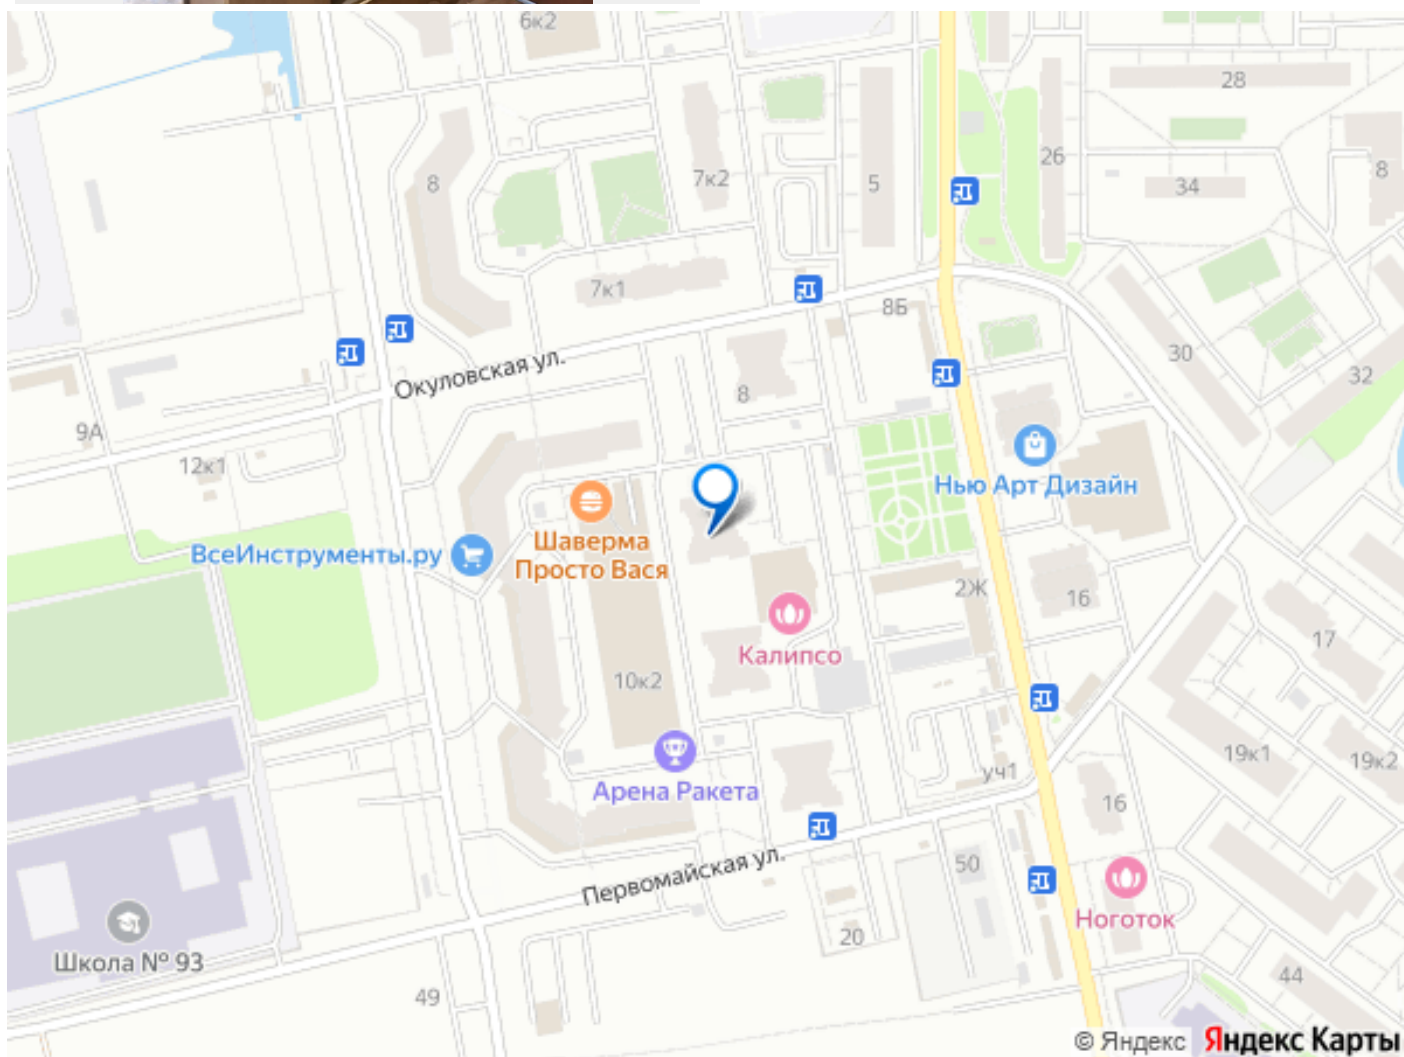 6к2
28
26
8
7к2
5
34
8
7к1
8Б
30
32
Окуловская ул.
8
9А
12к1
Нью Арт Дизайн
ВсеИнструменты.ру
Шаверма
Просто Вася
2Ж
16
17
Калипсо
10к2
19к1
19к2
уч1
Арена Ракета
16
50
Первомайская ул.
Ноготок
20
Школа № 93
44
49
© Яндекс Яндекс Карты